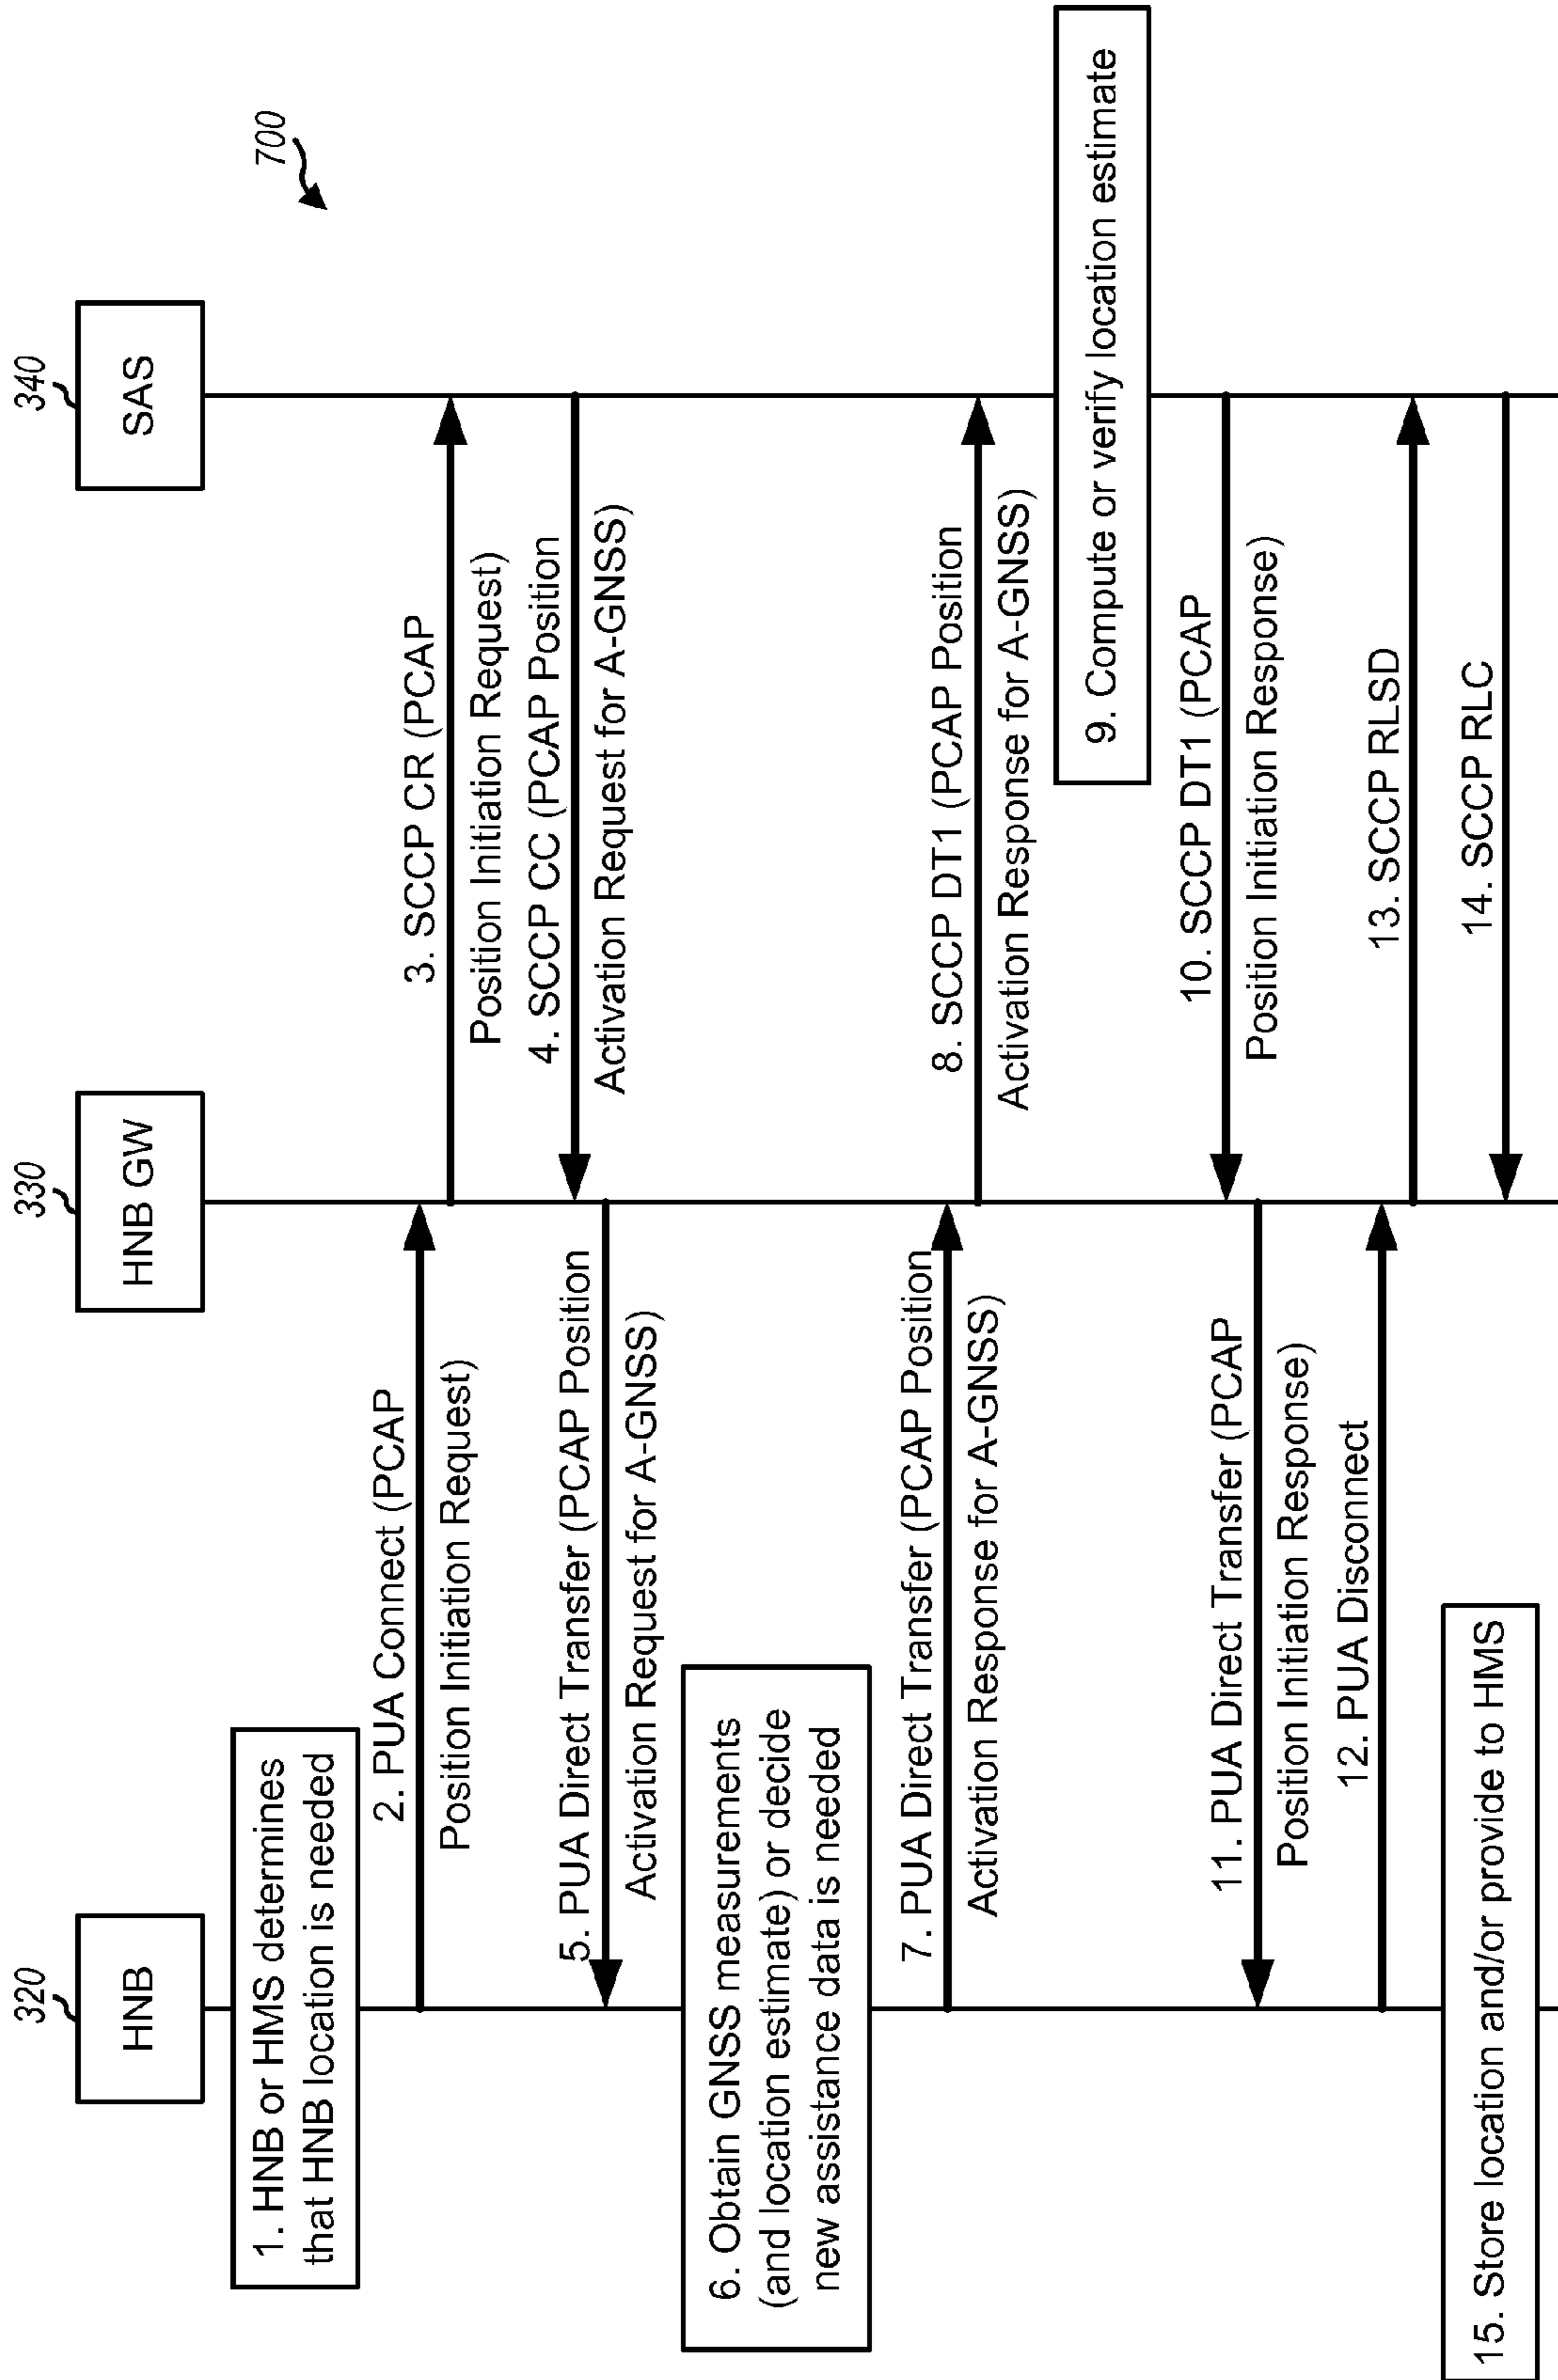 320
HNB
330
HNB GW
340
SAS
700
1. HNB or HMS determines
that HNB location is needed
2. PUA Connect (PCAP
Position Initiation Request)
3. SCCP CR (PCAP
Position Initiation Request)
4. SCCP CC (PCAP Position
Activation Request for A-GNSS)
5. PUA Direct Transfer (PCAP Position
Activation Request for A-GNSS)
6. Obtain GNSS measurements
(and location estimate) or decide
new assistance data is needed
7. PUA Direct Transfer (PCAP Position
Activation Response for A-GNSS)
8. SCCP DT1 (PCAP Position
Activation Response for A-GNSS)
9. Compute or verify location estimate
10. SCCP DT1 (PCAP
Position Initiation Response)
11. PUA Direct Transfer (PCAP
Position Initiation Response)
12. PUA Disconnect
13. SCCP RLSD
14. SCCP RLC
15. Store location and/or provide to HMS